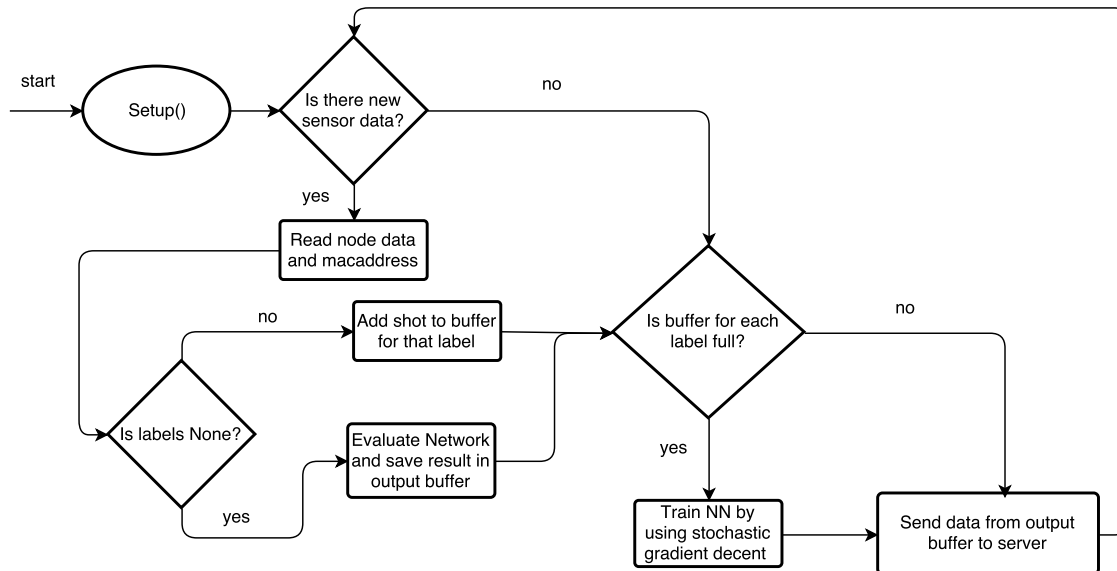 start
Setup()
Is there new
sensor data?
no
yes
Read node data
and macaddress
no
Add shot to buffer
for that label
Is buffer for each
label full?
no
Is labels None?
Evaluate Network
and save result in
output buffer
yes
yes
Train NN by
using stochastic
gradient decent
Send data from output
buffer to server